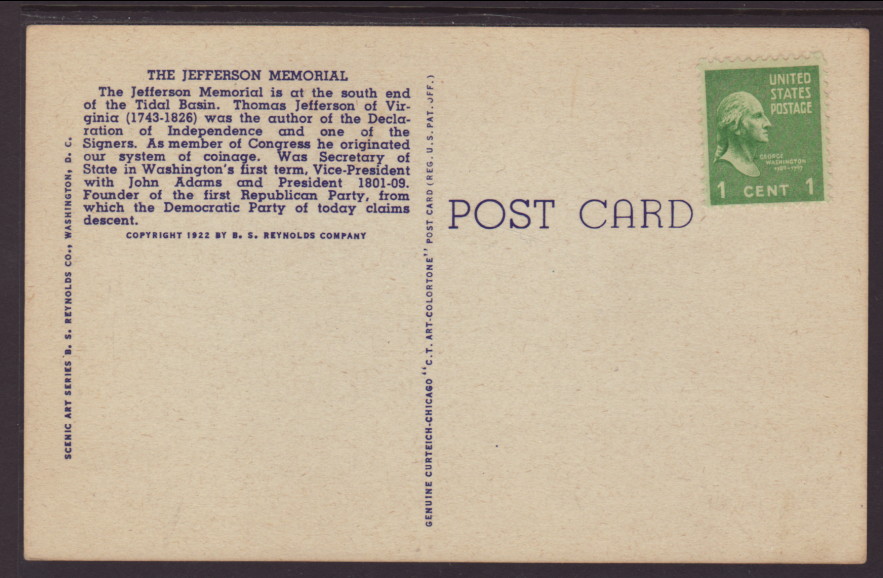 THE JEFFERSON MEMORIAL
The Jefferson Memorial is at the south end
of the Tidal Basin. Thomas Jefferson of Vir-
ginia (1743-1826) was the author of the Decla-
ration of Independence and one of the
Signers. As member of Congress he originated
our system of coinage. Was Secretary of
State in Washington's first term, Vice-President
with John Adams and President 1801-09.
Founder of the first Republican Party, from
which the Democratic Party of today claims
descent.
COPYRIGHT 1922 BY B. S. REYNOLDS COMPANY
SCENIC ART SERIES B. S. REYNOLDS CO., WASHINGTON, D. C.
GENUINE CURTEICH-CHICAGO "C.T. ART-COLORTONE" POST CARD (REG. U.S. PAT. OFF.)
POST CARD
UNITED
STATES
POSTAGE
GEORGE
WASHINGTON
1 CENT 1